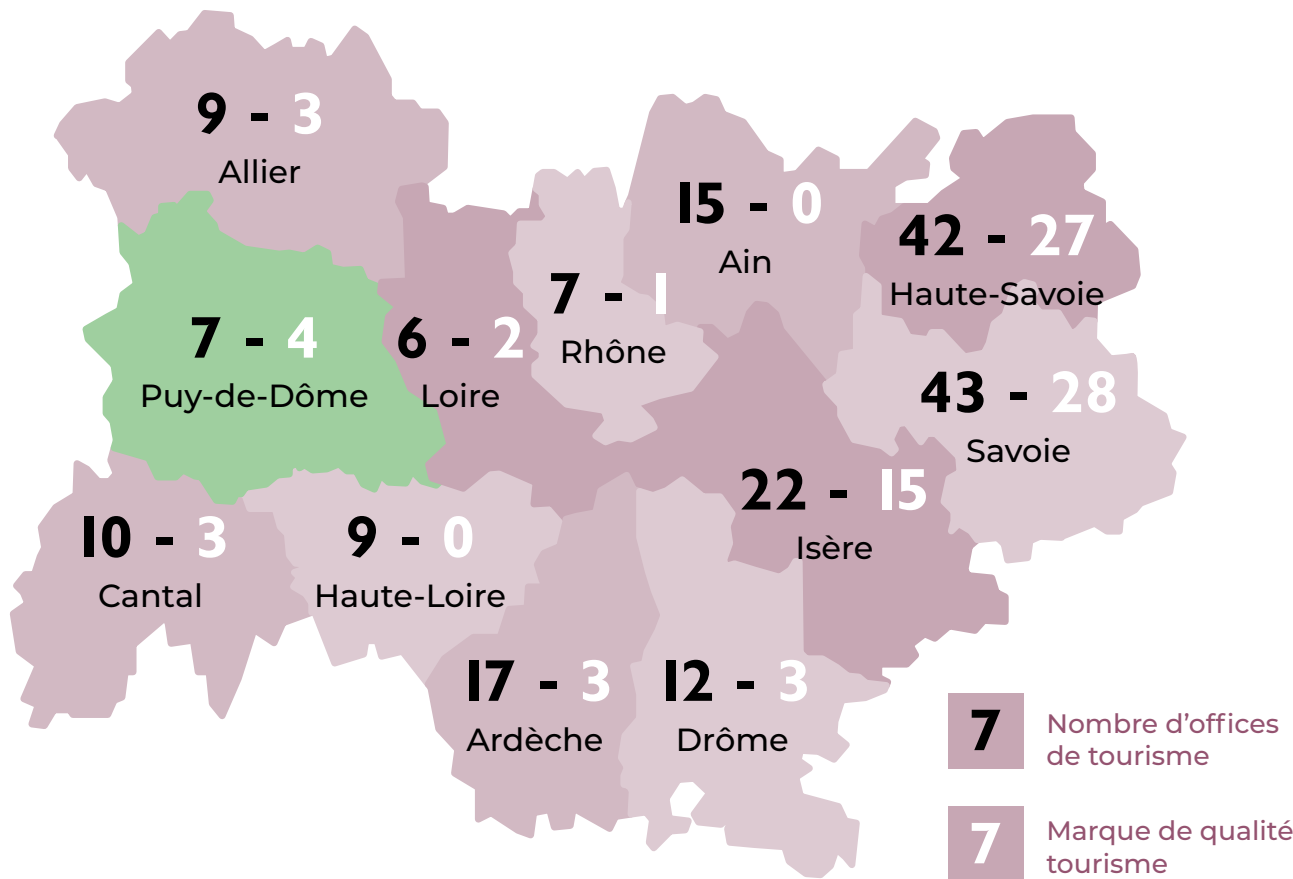 9 - 3
Allier
15 - 0
Ain
42 - 27
Haute-Savoie
7 - 1
Rhône
7 - 4
Puy-de-Dôme
6 - 2
Loire
43 - 28
Savoie
22 - 15
Isère
10 - 3
Cantal
9 - 0
Haute-Loire
17 - 3
Ardèche
12 - 3
Drôme
7
Nombre d’offices
de tourisme
7
Marque de qualité
tourisme